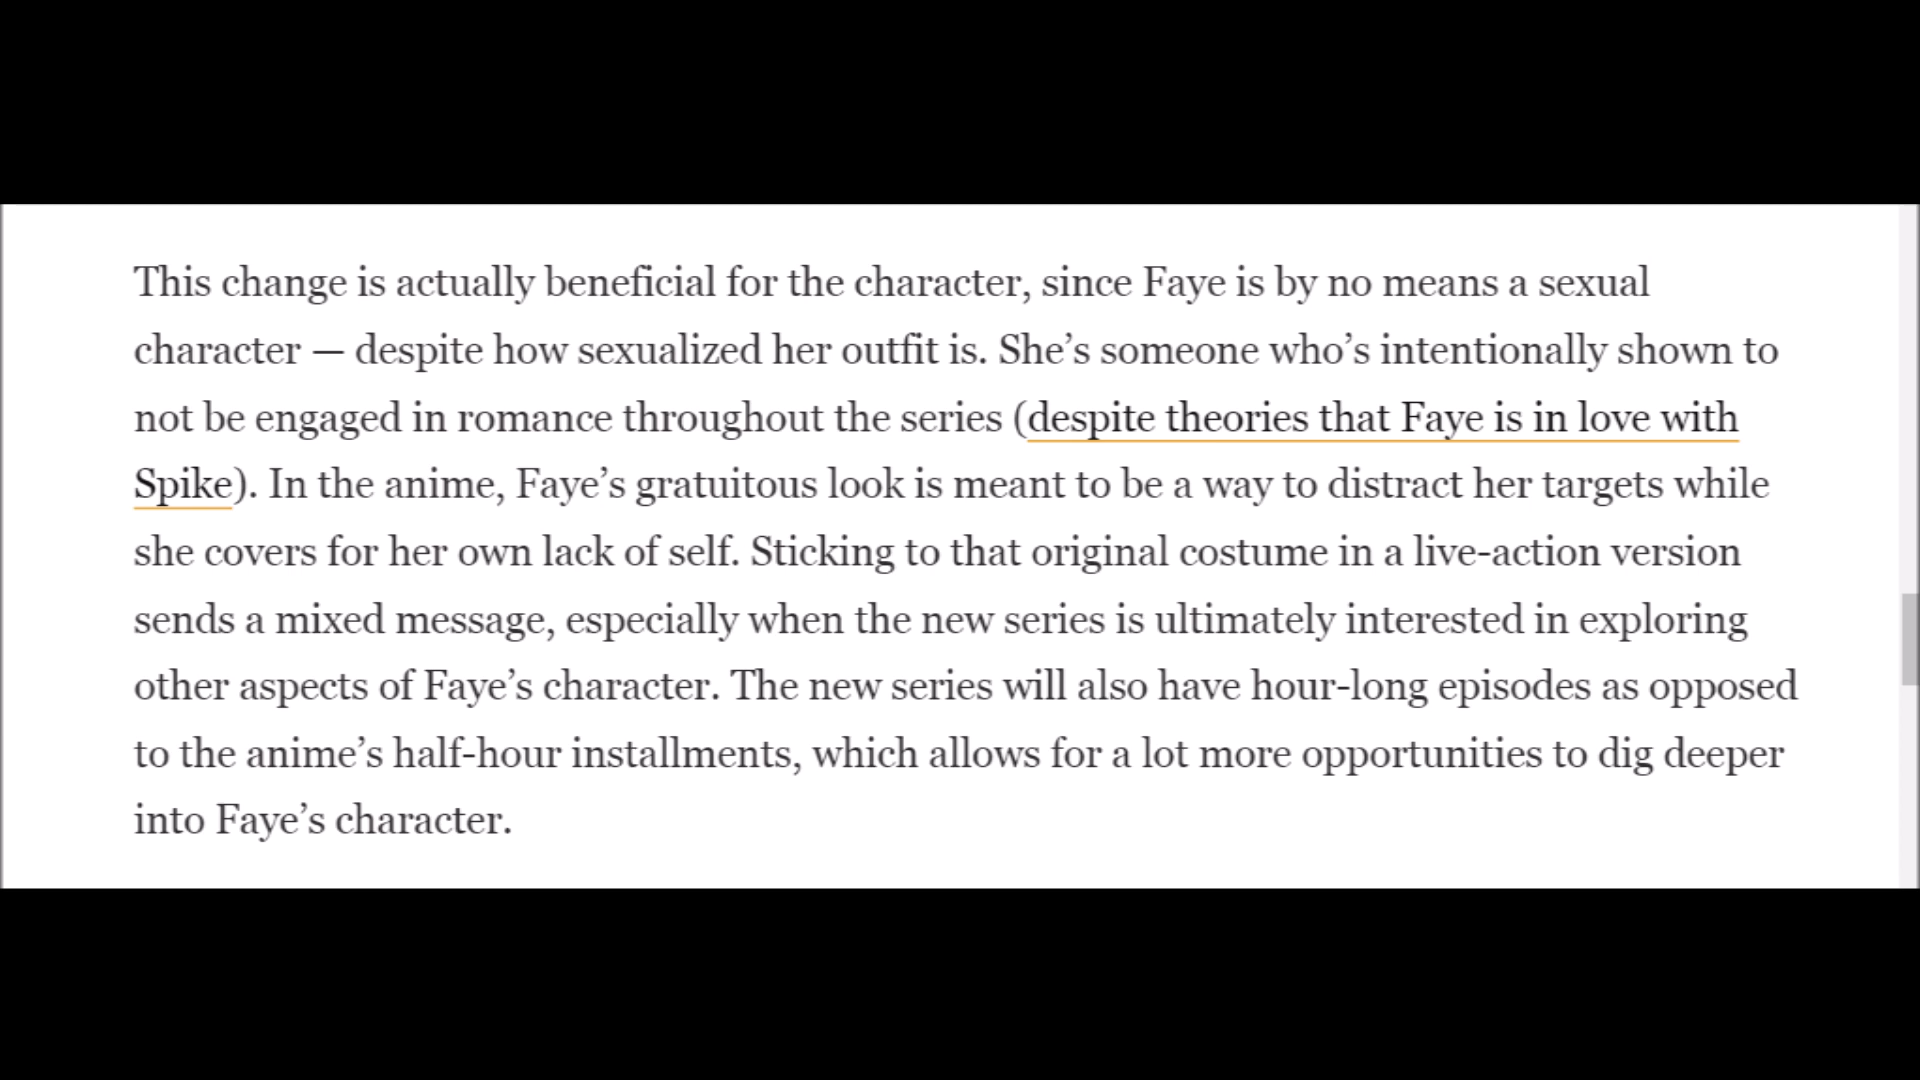 This change is actually beneficial for the character, since Faye is by no means a sexual
character — despite how sexualized her outfit is. She’s someone who’s intentionally shown to
not be engaged in romance throughout the series (despite theories that Faye is in love with
Spike). In the anime, Faye’s gratuitous look is meant to be a way to distract her targets while
she covers for her own lack of self. Sticking to that original costume in a live-action version
sends a mixed message, especially when the new series is ultimately interested in exploring
other aspects of Faye’s character. The new series will also have hour-long episodes as opposed
to the anime’s half-hour installments, which allows for a lot more opportunities to dig deeper
into Faye’s character.